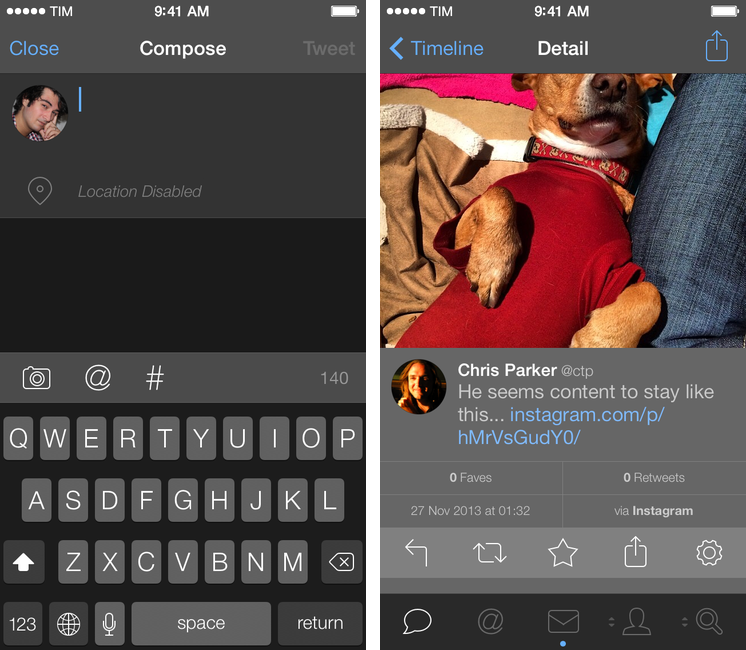 TIM 9:41 AM
Close Compose Tweet
Location Disabled
@ # 140
Q W E R T Y U I O P
A S D F G H J K L
Z X C V B N M
123 space return
TIM 9:41 AM
Timeline Detail
Chris Parker @ctp
He seems content to stay like
this... instagram.com/p/
hMrVsGudY0/
0 Faves 0 Retweets
27 Nov 2013 at 01:32 via Instagram
@